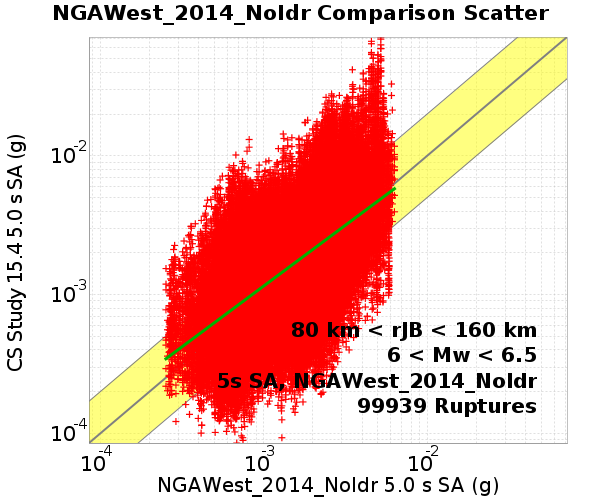 NGAWest_2014_NoIdr Comparison Scatter
CS Study 15.4 5.0 s SA (g)
10-2
10-3
10-4
80 km < rJB < 160 km
6 < Mw < 6.5
5s SA, NGAWest_2014_NoIdr
99939 Ruptures
10-4 10-3 10-2
NGAWest_2014_NoIdr 5.0 s SA (g)